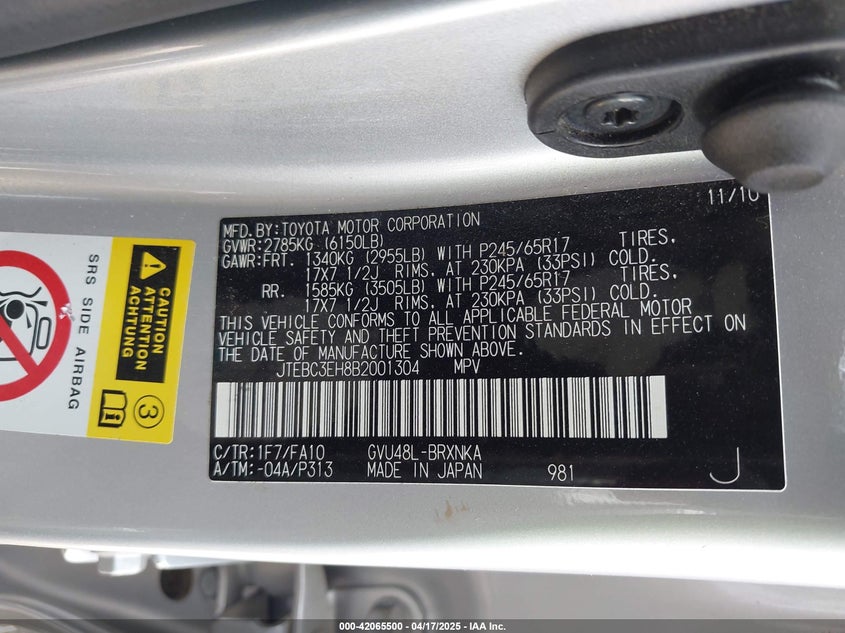 11/10
MFD.BY:TOYOTA MOTOR CORPORATION
GVWR:2785KG (6150LB)
GAWR:FRT. 1340KG (2955LB) WITH P245/65R17 TIRES,
17X7 1/2J RIMS. AT 230KPA (33PSI) COLD.
RR. 1585KG (3505LB) WITH P245/65R17 TIRES,
17X7 1/2J RIMS. AT 230KPA (33PSI) COLD.
THIS VEHICLE CONFORMS TO ALL APPLICABLE FEDERAL MOTOR
VEHICLE SAFETY AND THEFT PREVENTION STANDARDS IN EFFECT ON
THE DATE OF MANUFACTURE SHOWN ABOVE.
JTEBC3EH8B2001304 MPV
C/TR:1F7/FA10 GVU48L-BRXNKA
A/TM:-04A/P313 MADE IN JAPAN 981 J
CAUTION
ATTENTION
ACHTUNG
SRS SIDE AIRBAG
3
000-42065500 - 04/17/2025 - IAA Inc.